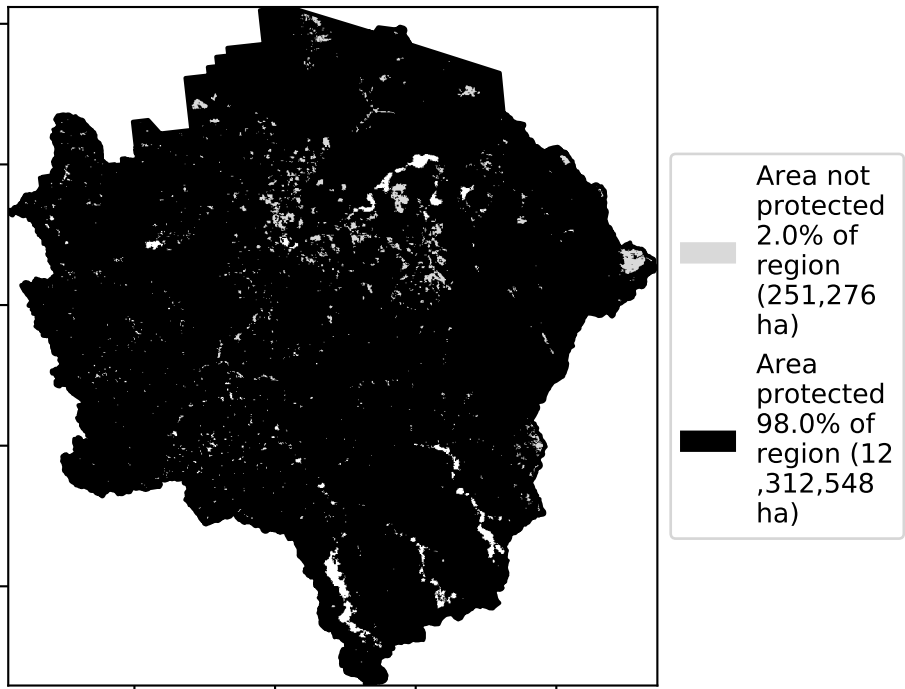 Area not
protected
2.0% of
region
(251,276
ha)
Area
protected
98.0% of
region (12
,312,548
ha)